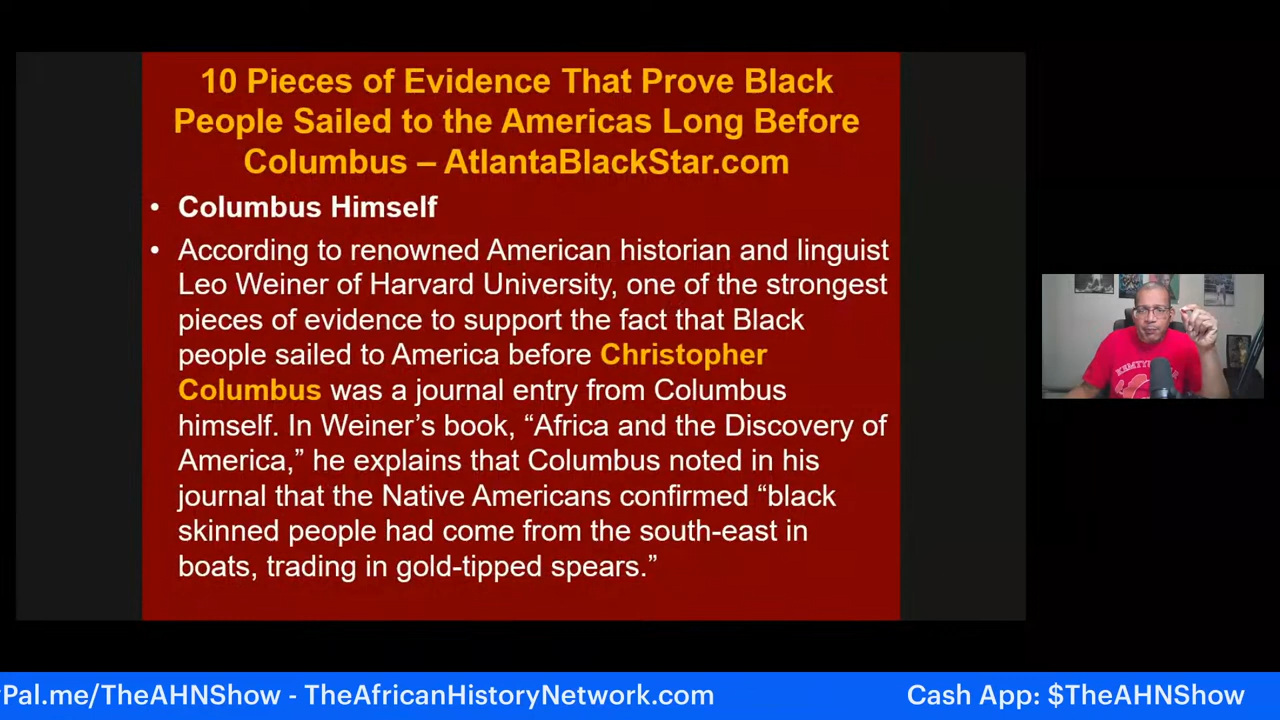 10 Pieces of Evidence That Prove Black
People Sailed to the Americas Long Before
Columbus – AtlantaBlackStar.com
• Columbus Himself
• According to renowned American historian and linguist
Leo Weiner of Harvard University, one of the strongest
pieces of evidence to support the fact that Black
people sailed to America before Christopher
Columbus was a journal entry from Columbus
himself. In Weiner’s book, “Africa and the Discovery of
America,” he explains that Columbus noted in his
journal that the Native Americans confirmed “black
skinned people had come from the south-east in
boats, trading in gold-tipped spears.”
Pal.me/TheAHNShow - TheAfricanHistoryNetwork.com
Cash App: $TheAHNShow